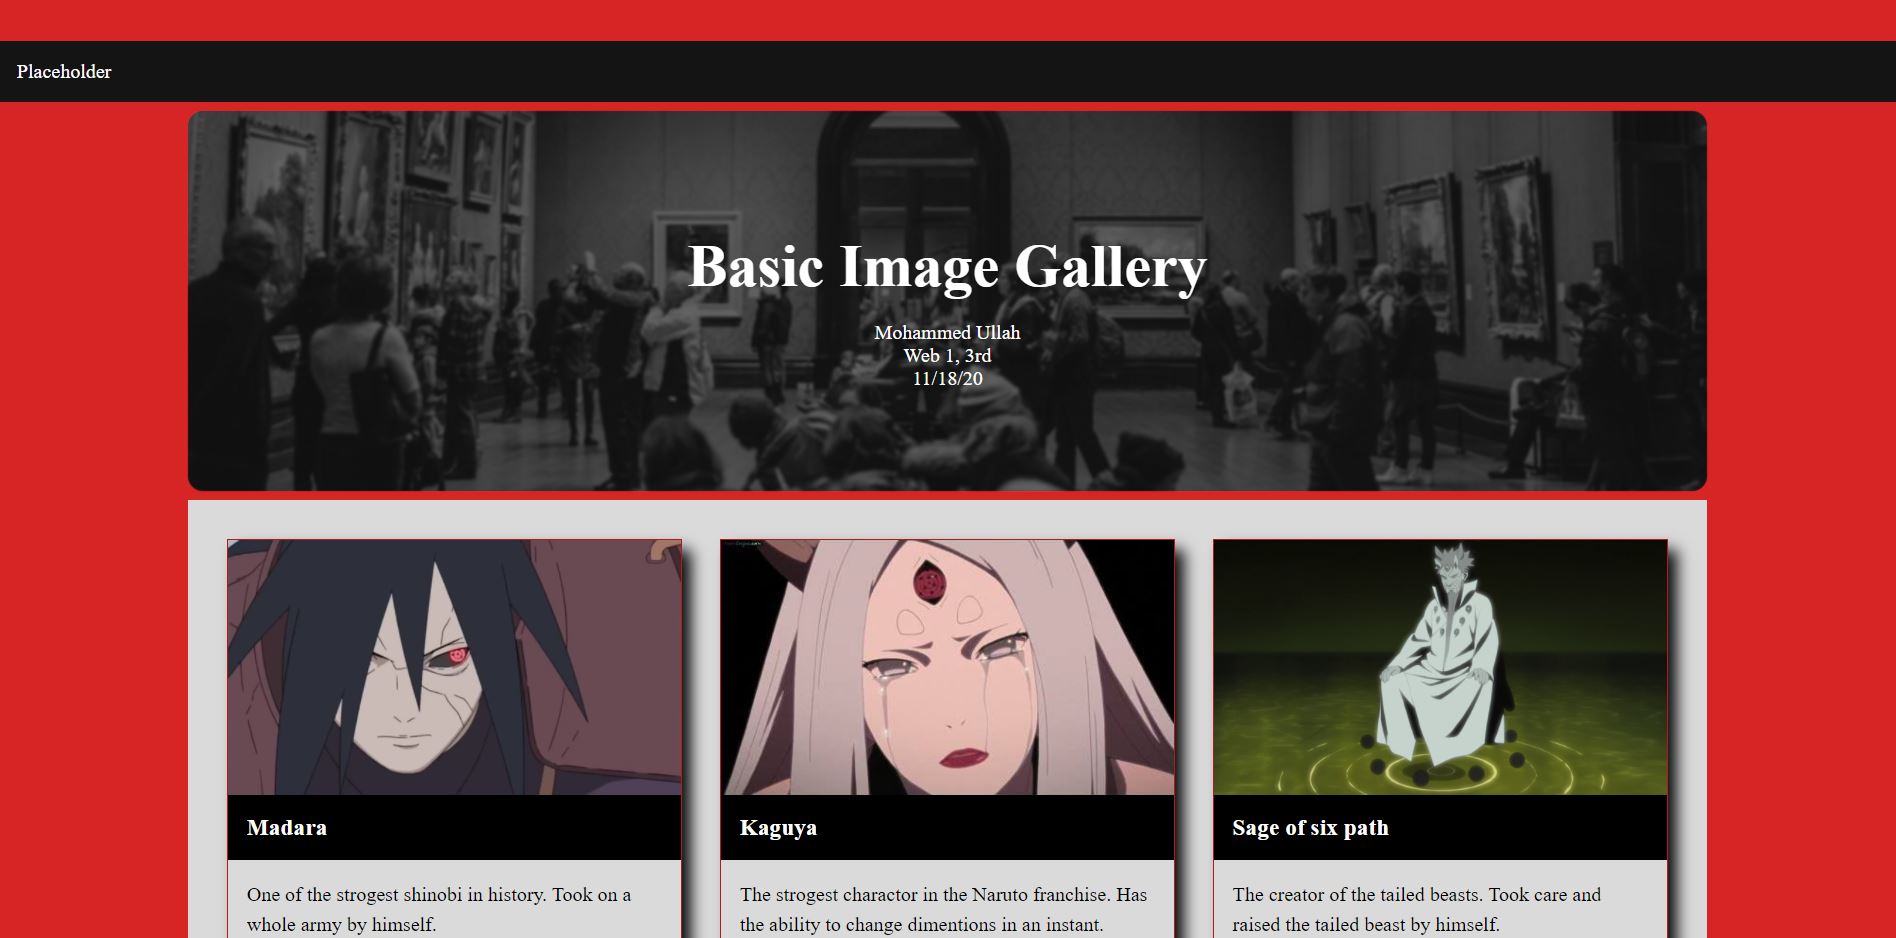 Placeholder
Basic Image Gallery
Mohammed Ullah
Web 1, 3rd
11/18/20
Madara
Kaguya
Sage of six path
One of the strogest shinobi in history. Took on a
whole army by himself.
The strogest charactor in the Naruto franchise. Has
the ability to change dimentions in an instant.
The creator of the tailed beasts. Took care and
raised the tailed beast by himself.